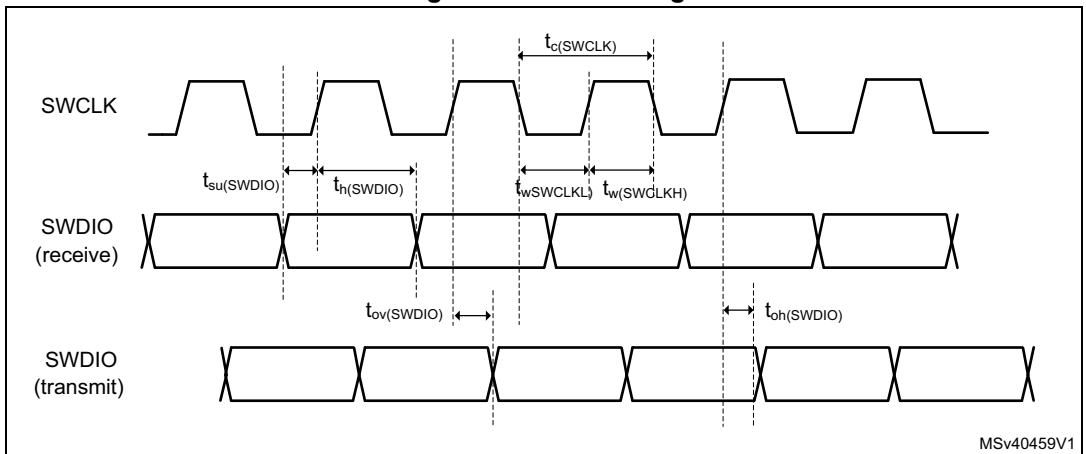 tc(SWCLK)
SWCLK
tsu(SWDIO)
th(SWDIO)
twSWCLKL)
tw(SWCLKH)
SWDIO
(receive)
tov(SWDIO)
toh(SWDIO)
SWDIO
(transmit)
MSv40459V1